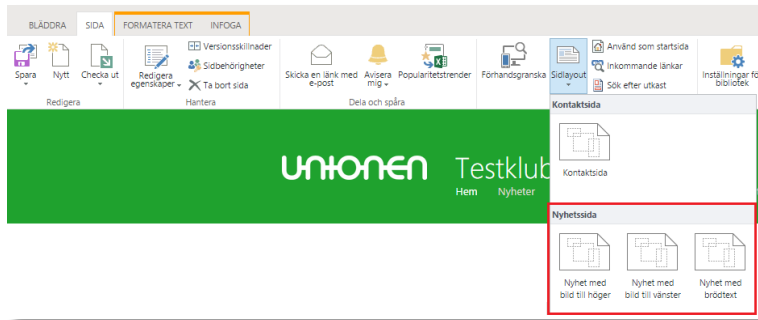 BLÄDDRA SIDA FORMATERA TEXT INFOGA
Spara
Nytt
Checka ut
Redigera
egenskaper
Versionsskillnader
Sidbehörigheter
Ta bort sida
Skicka en länk med
e-post
Avisera
mig
Popularitetstrender
Förhandsgranska
Sidlayout
Använd som startsida
Inkommande länkar
Sök efter utkast
Inställningar fö
bibliotek
Redigera
Hantera
Dela och spåra
Kontaktsida
Kontaktsida
unionen
Testklub
Hem Nyheter
Nyhetssida
Nyhet med
bild till höger
Nyhet med
bild till vänster
Nyhet med
brödtext